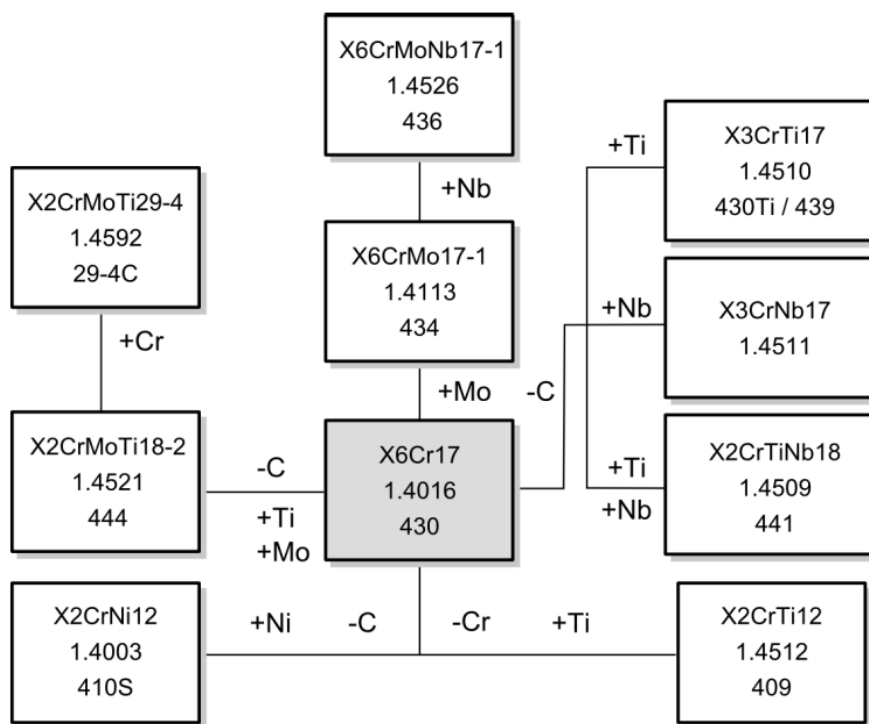 X6CrMoNb17-1
1.4526
436
+Nb
X2CrMoTi29-4
1.4592
29-4C
+Cr
X6CrMo17-1
1.4113
434
+Mo
-C
+Ti
X3CrTi17
1.4510
430Ti / 439
+Nb
X3CrNb17
1.4511
X2CrMoTi18-2
1.4521
444
-C
+Ti
+Mo
X6Cr17
1.4016
430
+Ti
+Nb
X2CrTiNb18
1.4509
441
X2CrNi12
1.4003
410S
+Ni
-C
-Cr
+Ti
X2CrTi12
1.4512
409